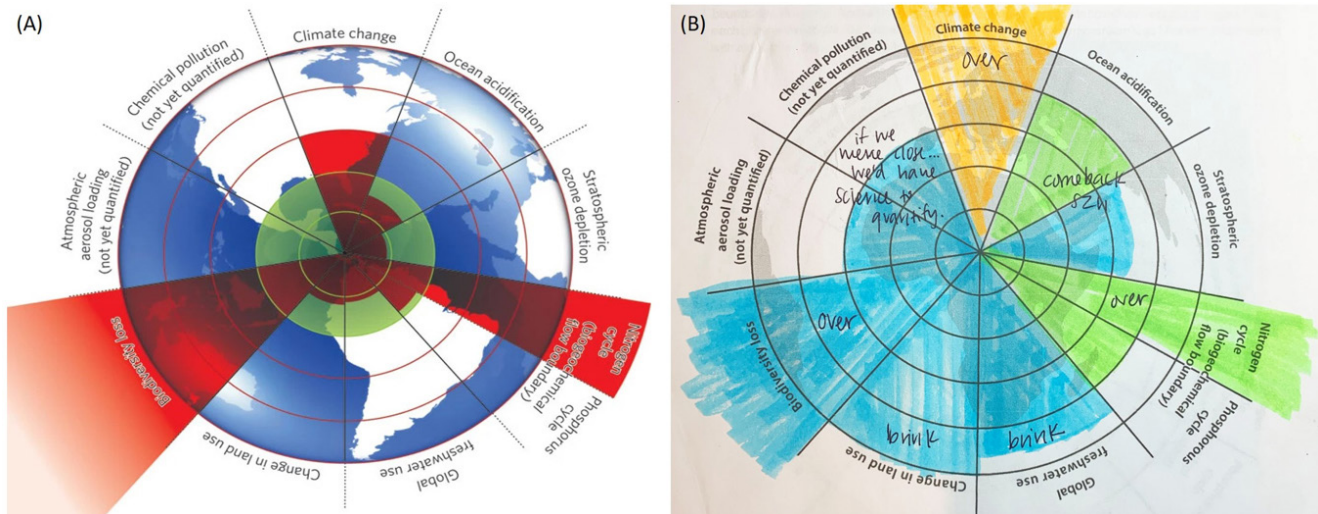 (A)
Climate change
Ocean acidification
Stratospheric
ozone depletion
Nitrogen
cycle
(biogeochemical
flow boundary)
Phosphorus
cycle
Global
freshwater use
Change in land use
Biodiversity loss
Atmospheric
aerosol loading
(not yet quantified)
Chemical pollution
(not yet quantified)
(B)
Climate change
over
Ocean acidification
Stratospheric
ozone depletion
comeback
over
Nitrogen
cycle
(biogeochemical
flow boundary)
Phosphorous
cycle
Global
freshwater use
brink
Change in land use
brink
Biodiversity loss
over
Atmospheric
aerosol loading
(not yet quantified)
Chemical pollution
(not yet quantified)
if we
were close...
we'd have
science to
quantify.